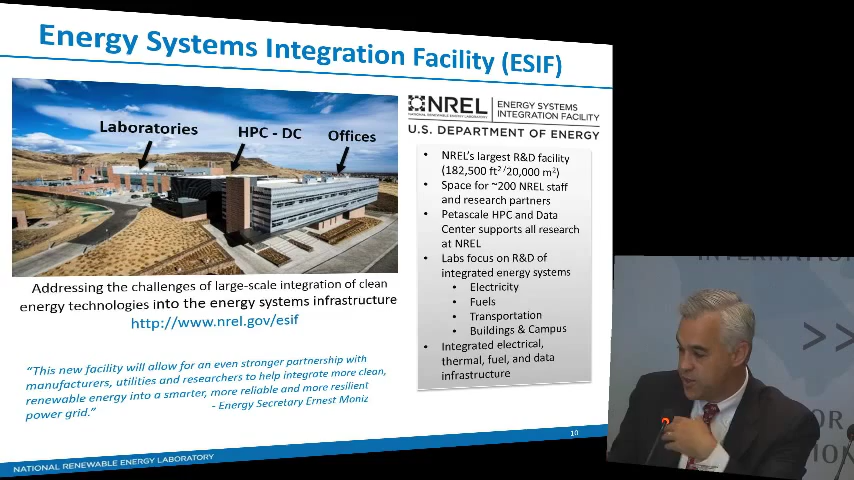 Energy Systems Integration Facility (ESIF)
Laboratories
HPC - DC
Offices
NREL
NATIONAL RENEWABLE ENERGY LABORATORY
ENERGY SYSTEMS
INTEGRATION FACILITY
U.S. DEPARTMENT OF ENERGY
• NREL's largest R&D facility
(182,500 ft² /20,000 m²)
• Space for ~200 NREL staff
and research partners
• Petascale HPC and Data
Center supports all research
at NREL
• Labs focus on R&D of
integrated energy systems
• Electricity
• Fuels
• Transportation
• Buildings & Campus
• Integrated electrical,
thermal, fuel, and data
infrastructure
Addressing the challenges of large-scale integration of clean
energy technologies into the energy systems infrastructure
http://www.nrel.gov/esif
"This new facility will allow for an even stronger partnership with
manufacturers, utilities and researchers to help integrate more clean,
renewable energy into a smarter, more reliable and more resilient
power grid."
- Energy Secretary Ernest Moniz
10
NATIONAL RENEWABLE ENERGY LABORATORY
INTERNATIO
>>
FOR